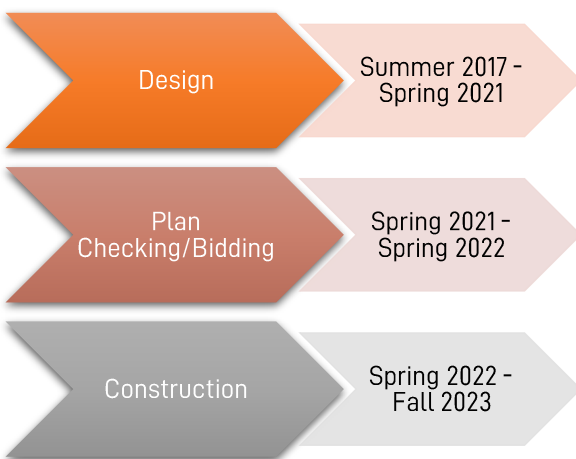 Design
Summer 2017 -
Spring 2021
Plan
Checking/Bidding
Spring 2021 -
Spring 2022
Construction
Spring 2022 -
Fall 2023